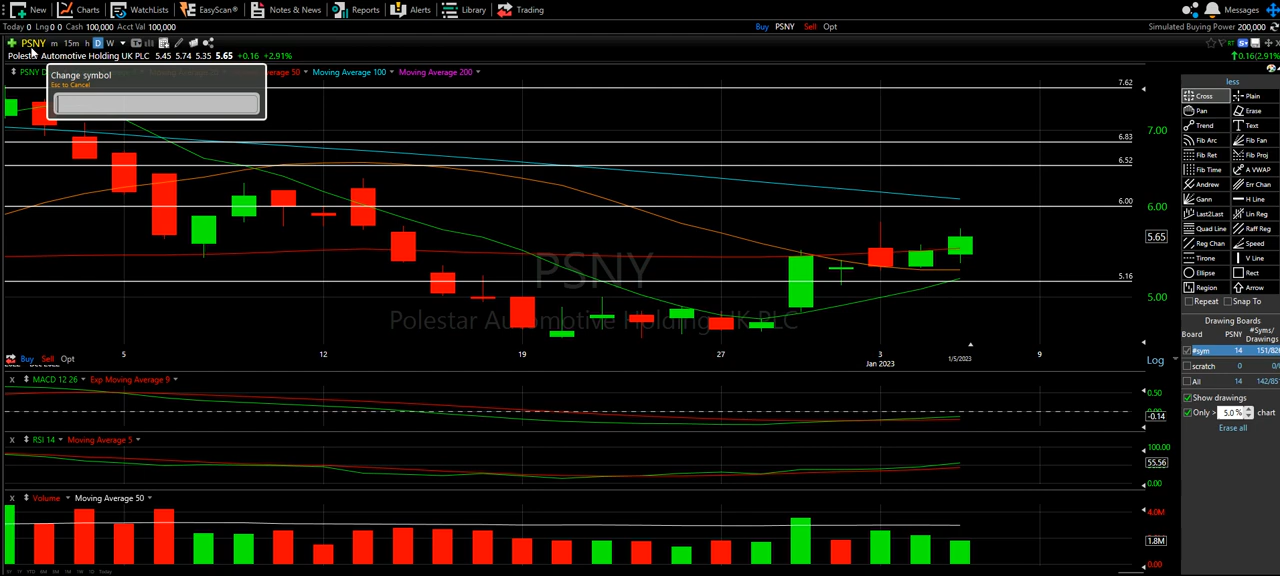 New Charts WatchLists EasyScan® Notes & News Reports Alerts Library Trading Messages
Today 0 Lng 0 0 Cash 100,000 Acct Val 100,000 Buy PSNY Sell Opt Simulated Buying Power 200,000
PSNY m 15m h D W
Polestar Automotive Holding UK PLC 5.45 5.74 5.35 5.65 +0.16 +2.91%
0.16(2.91%)
PSNY D
Moving Average 100 Moving Average 200
Change symbol
Esc to Cancel
7.62
7.00
6.83
6.52
6.00
6.00
5.65
5.16
5.00
PSNY
Polestar Automotive Holding UK PLC
Buy Sell Opt
5 12 19 27 3 1/5/2023 9
Jan 2023
Log
X MACD 12 26 Exp Moving Average 9
0.50
-0.14
X RSI 14 Moving Average 5
100.00
55.56
0.00
X Volume Moving Average 50
4.0M
1.8M
0.00
less
Cross Plain
Pan Erase
Trend Text
Fib Arc Fib Fan
Fib Ret Fib Proj
Fib Time A VWAP
Andrew Err Chan
Gann H Line
Last2Last Lin Reg
Quad Line Raff Reg
Reg Chan Speed
Tirone V Line
Ellipse Rect
Region Arrow
Repeat Snap To
Drawing Boards
Board PSNY #Syms/
Drawings
#sym 14 151/82
scratch 0 0/
All 14 142/85
Show drawings
Only > 5.0 % chart
Erase all